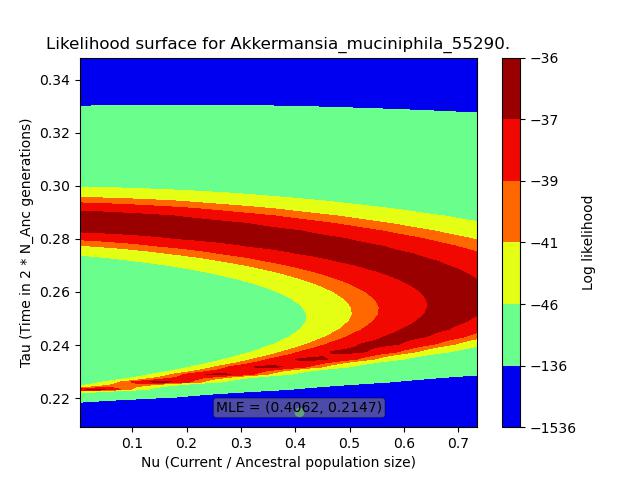 Likelihood surface for Akkermansia_muciniphila_55290.
Tau (Time in 2 * N_Anc generations)
0.34
0.32
0.30
0.28
0.26
0.24
0.22
MLE = (0.4062, 0.2147)
0.1 0.2 0.3 0.4 0.5 0.6 0.7
Nu (Current / Ancestral population size)
−36
−37
−39
−41
−46
−136
−1536
Log likelihood